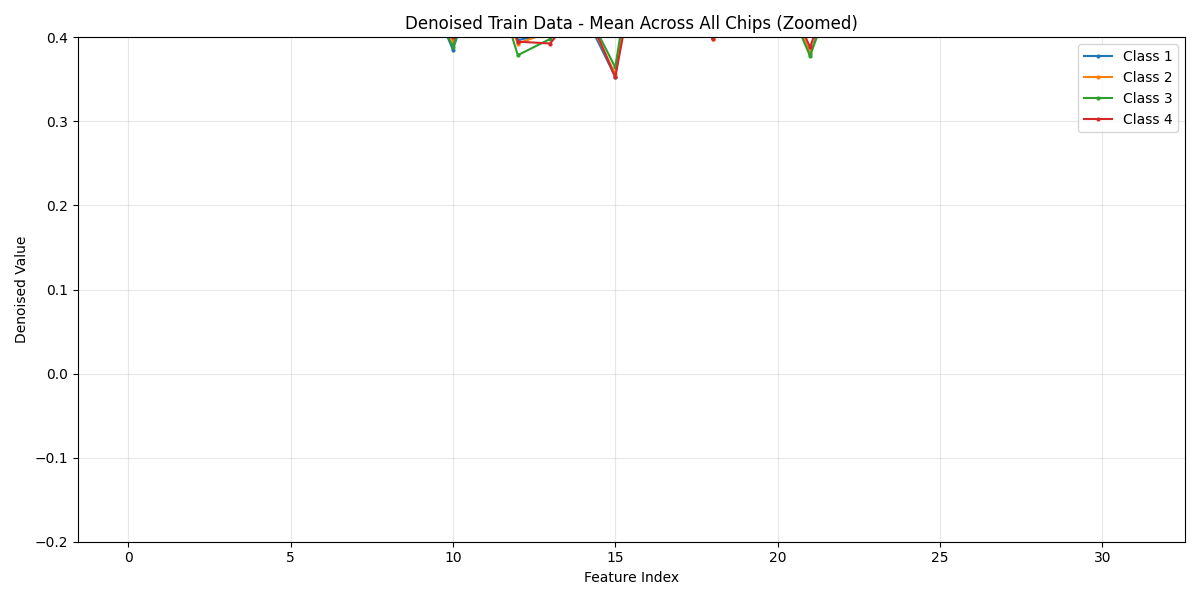 Denoised Train Data - Mean Across All Chips (Zoomed)
0.4
0.3
0.2
0.1
0.0
−0.1
−0.2
Denoised Value
Class 1
Class 2
Class 3
Class 4
0 5 10 15 20 25 30
Feature Index